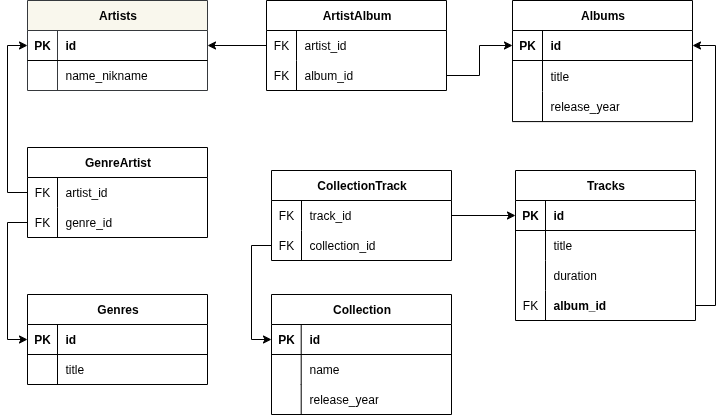 Artists
PK id
name_nikname
ArtistAlbum
FK artist_id
FK album_id
Albums
PK id
title
release_year
GenreArtist
FK artist_id
FK genre_id
CollectionTrack
FK track_id
FK collection_id
Tracks
PK id
title
duration
FK album_id
Genres
PK id
title
Collection
PK id
name
release_year